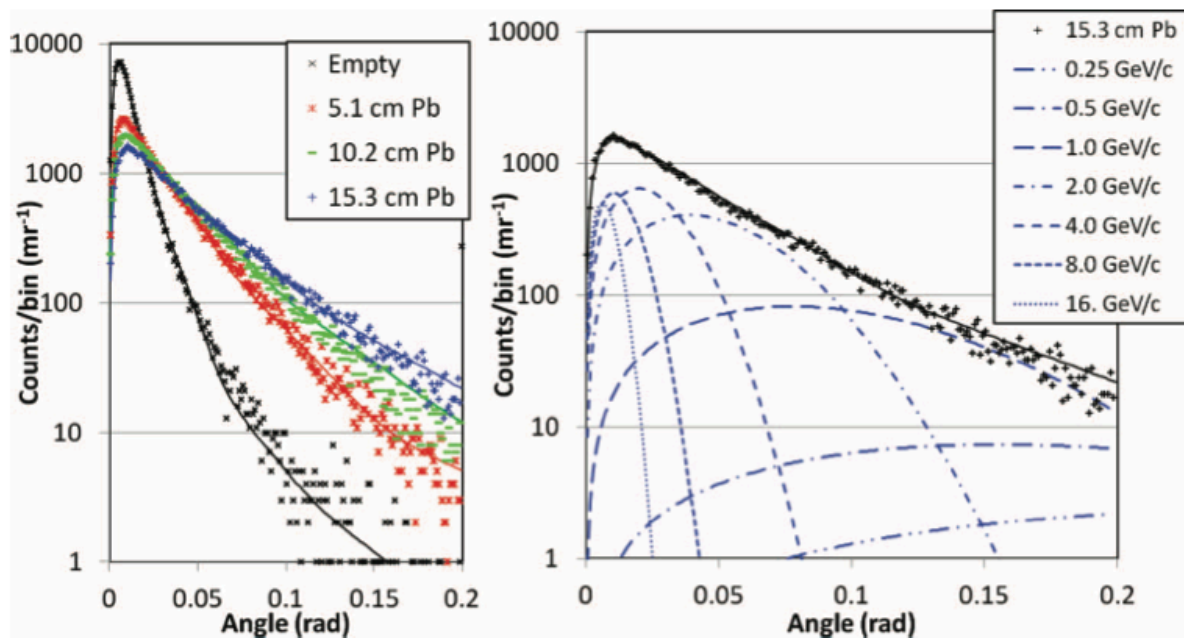 10000
1000
100
10
1
Counts/bin (mr-1)
0 0.05 0.1 0.15 0.2
Angle (rad)
Empty
5.1 cm Pb
10.2 cm Pb
15.3 cm Pb
10000
1000
100
10
1
Counts/bin (mr-1)
0 0.05 0.1 0.15 0.2
Angle (rad)
15.3 cm Pb
0.25 GeV/c
0.5 GeV/c
1.0 GeV/c
2.0 GeV/c
4.0 GeV/c
8.0 GeV/c
16. GeV/c